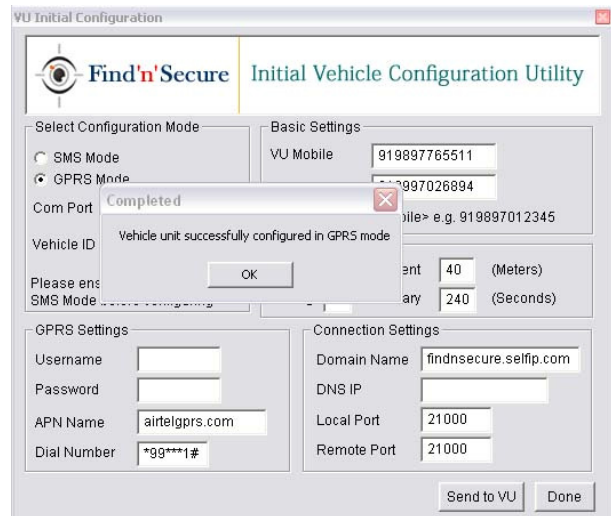 VU Initial Configuration
Find'n'Secure Initial Vehicle Configuration Utility
Select Configuration Mode
SMS Mode
GPRS Mode
Com Port
Vehicle ID
Please ens
SMS Mode before configuring
Basic Settings
VU Mobile 919897765511
997026894
bile> e.g. 919897012345
Completed
Vehicle unit successfully configured in GPRS mode
OK
ent 40 (Meters)
ary 240 (Seconds)
GPRS Settings
Username
Password
APN Name airtelgprs.com
Dial Number *99***1#
Connection Settings
Domain Name findnsecure.selfip.com
DNS IP
Local Port 21000
Remote Port 21000
Send to VU Done